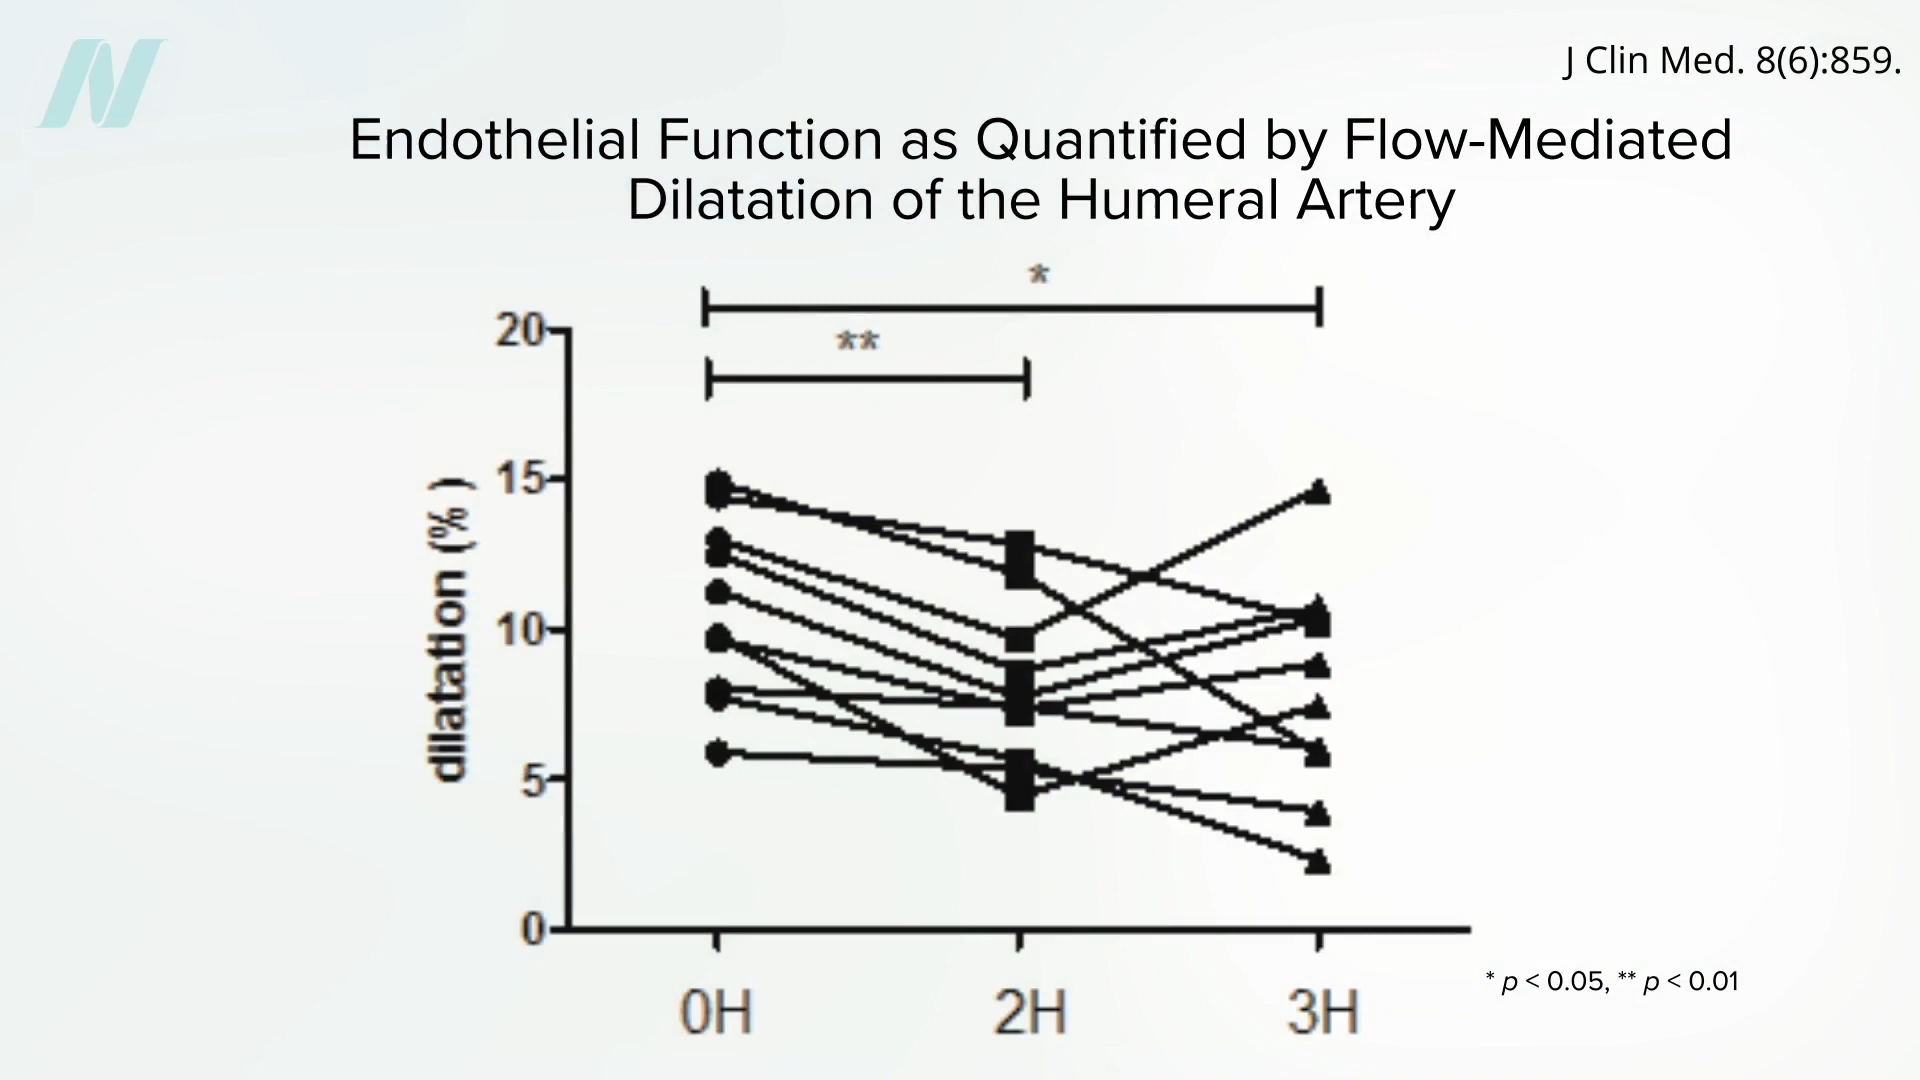 J Clin Med. 8(6):859.
Endothelial Function as Quantified by Flow-Mediated
Dilatation of the Humeral Artery
*
**
20
15
10
5
0
dilatation (% )
0H 2H 3H
* p < 0.05, ** p < 0.01